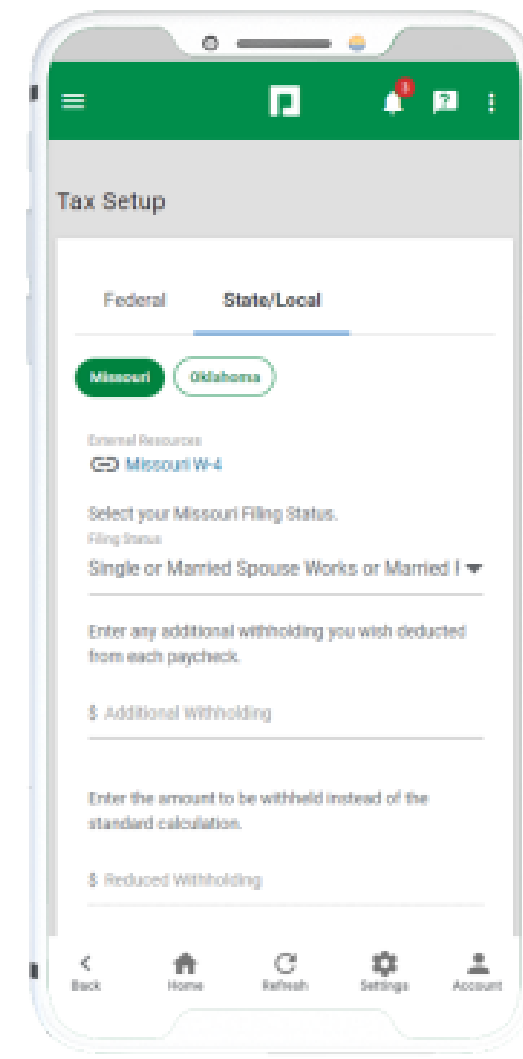 Tax Setup
Federal State/Local
Missouri Oklahoma
External Resources
Missouri W-4
Select your Missouri Filing Status.
Filing Status
Single or Married Spouse Works or Married
Enter any additional withholding you wish deducted
from each paycheck.
$ Additional Withholding
Enter the amount to be withheld instead of the
standard calculation.
$ Reduced Withholding
Back Home Refresh Settings Account